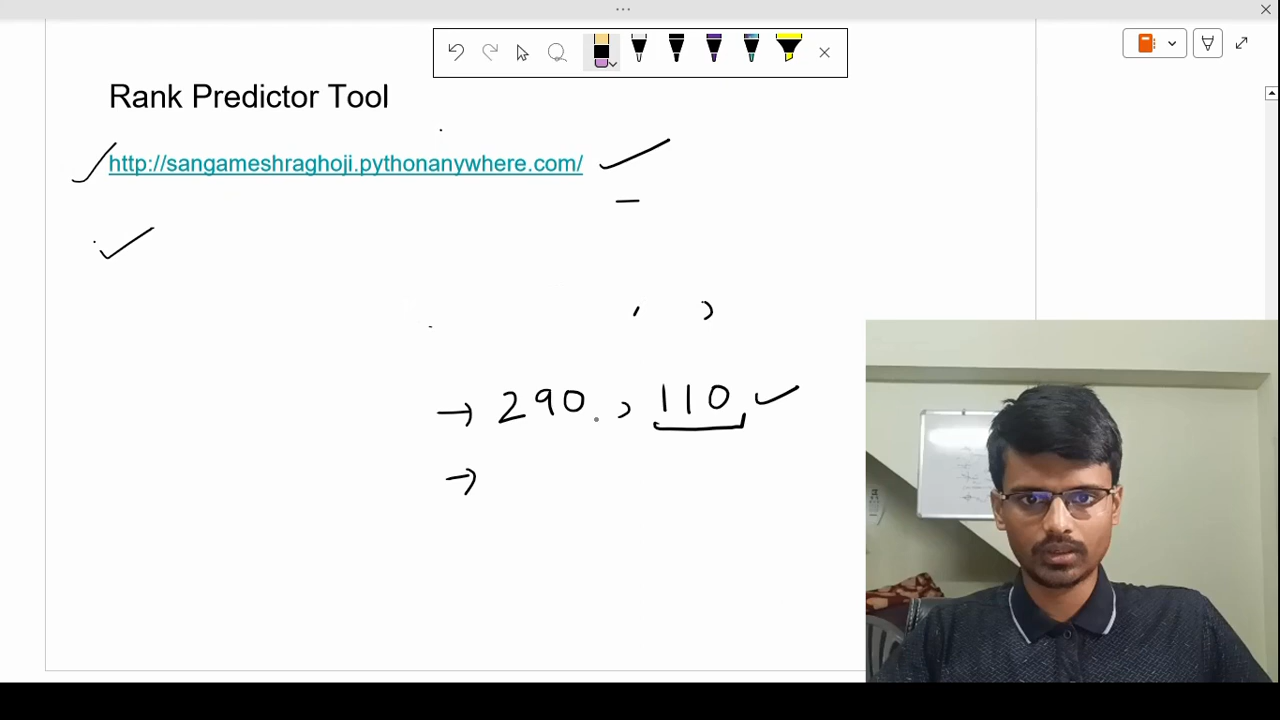 Rank Predictor Tool
http://sangameshraghoji.pythonanywhere.com/
→ 290, 110 ✓
→